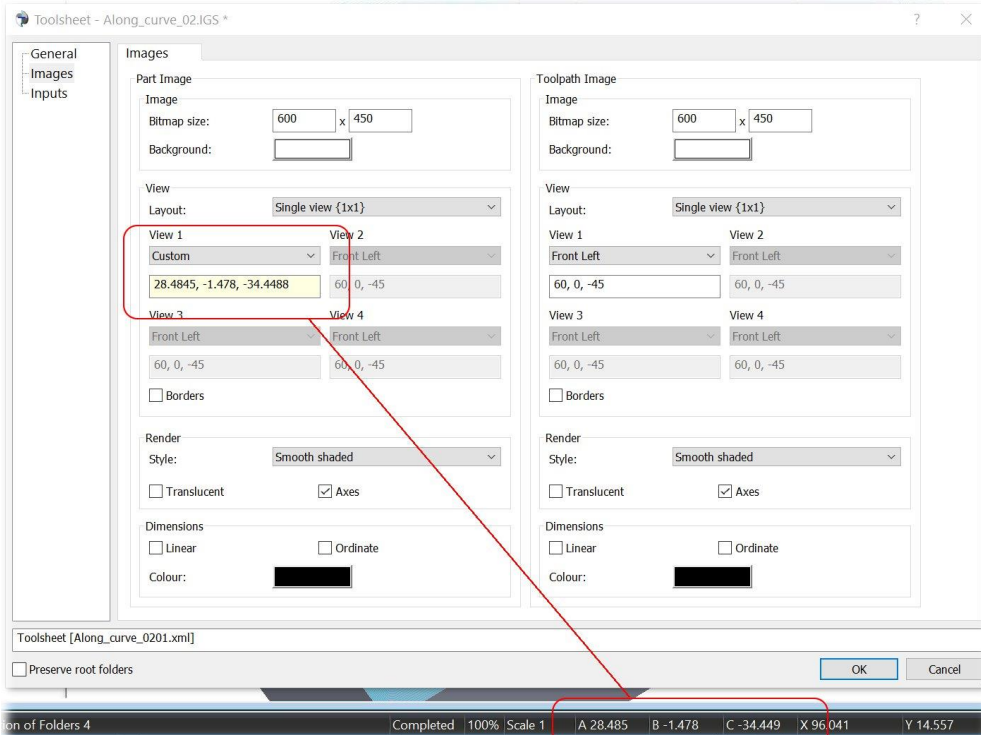 Toolsheet - Along_curve_02.IGS *
?
General
Images
Inputs
Images
Part Image
Image
Bitmap size: 600 x 450
Background:
View
Layout: Single view {1x1}
View 1 View 2
Custom Front Left
28.4845, -1.478, -34.4488 60, 0, -45
View 3 View 4
Front Left Front Left
60, 0, -45 60, 0, -45
Borders
Render
Style: Smooth shaded
Translucent Axes
Dimensions
Linear Ordinate
Colour:
Toolpath Image
Image
Bitmap size: 600 x 450
Background:
View
Layout: Single view {1x1}
View 1 View 2
Front Left Front Left
60, 0, -45 60, 0, -45
View 3 View 4
Front Left Front Left
60, 0, -45 60, 0, -45
Borders
Render
Style: Smooth shaded
Translucent Axes
Dimensions
Linear Ordinate
Colour:
Toolsheet [Along_curve_0201.xml]
Preserve root folders
OK Cancel
ion of Folders 4 Completed 100% Scale 1 A 28.485 B -1.478 C -34.449 X 96.041 Y 14.557